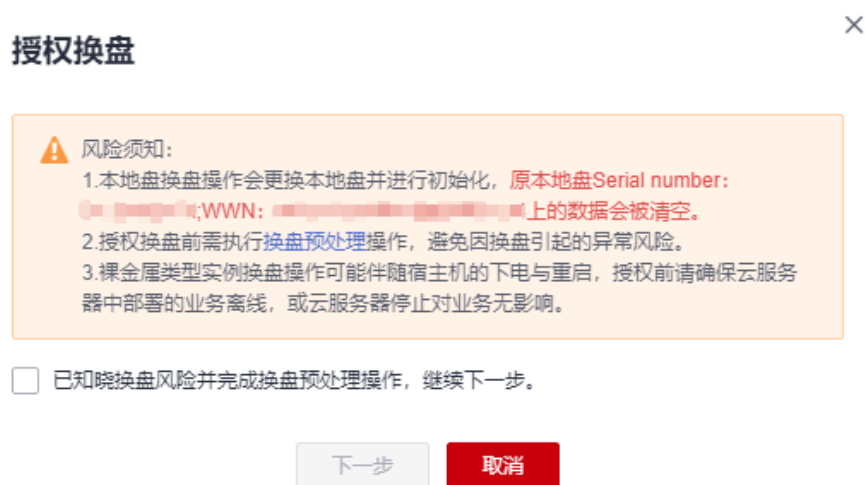 授权换盘
风险须知：
1.本地盘换盘操作会更换本地盘并进行初始化，原本地盘Serial number：
;WWN：上的数据会被清空。
2.授权换盘前需执行换盘预处理操作，避免因换盘引起的异常风险。
3.裸金属类型实例换盘操作可能伴随宿主机的下电与重启，授权前请确保云服务
器中部署的业务离线，或云服务器停止对业务无影响。
已知晓换盘风险并完成换盘预处理操作，继续下一步。
下一步
取消